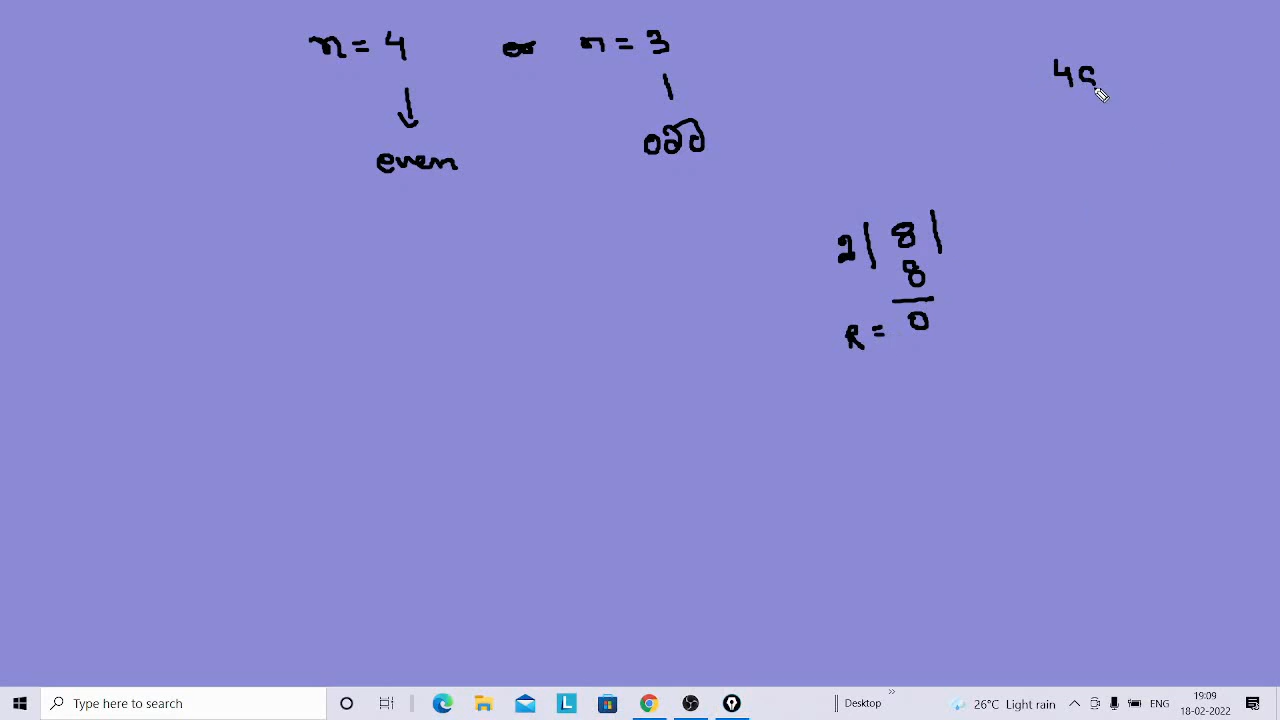 n = 4 or n = 3
even odd
2 | 8 |
8
R = 0
Type here to search
Desktop
26°C Light rain
ENG
19:09
18-02-2022